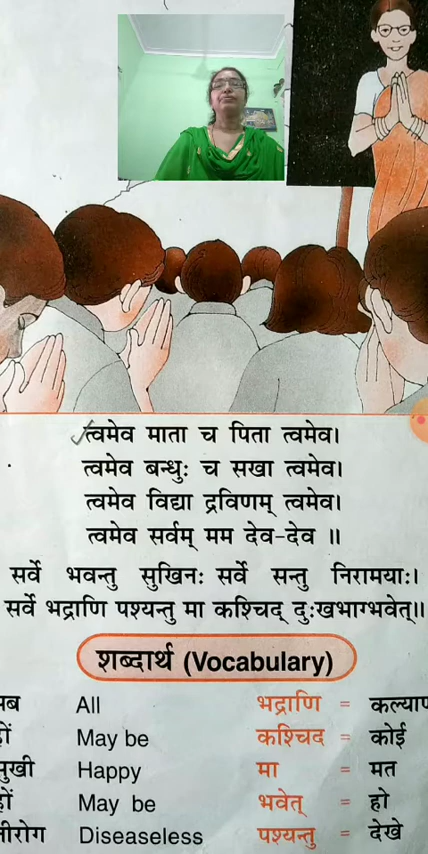 त्वमेव माता च पिता त्वमेव।
त्वमेव बन्धुः च सखा त्वमेव।
त्वमेव विद्या द्रविणम् त्वमेव।
त्वमेव सर्वम् मम देव-देव ॥
सर्वे भवन्तु सुखिनः सर्वे सन्तु निरामयाः।
सर्वे भद्राणि पश्यन्तु मा कश्चिद् दुःखभाग्भवेत्॥
शब्दार्थ (Vocabulary)
All भद्राणि =
May be कश्चिद = कोई
Happy मा = मत
May be भवेत् = हो
Diseaseless पश्यन्तु = देखे